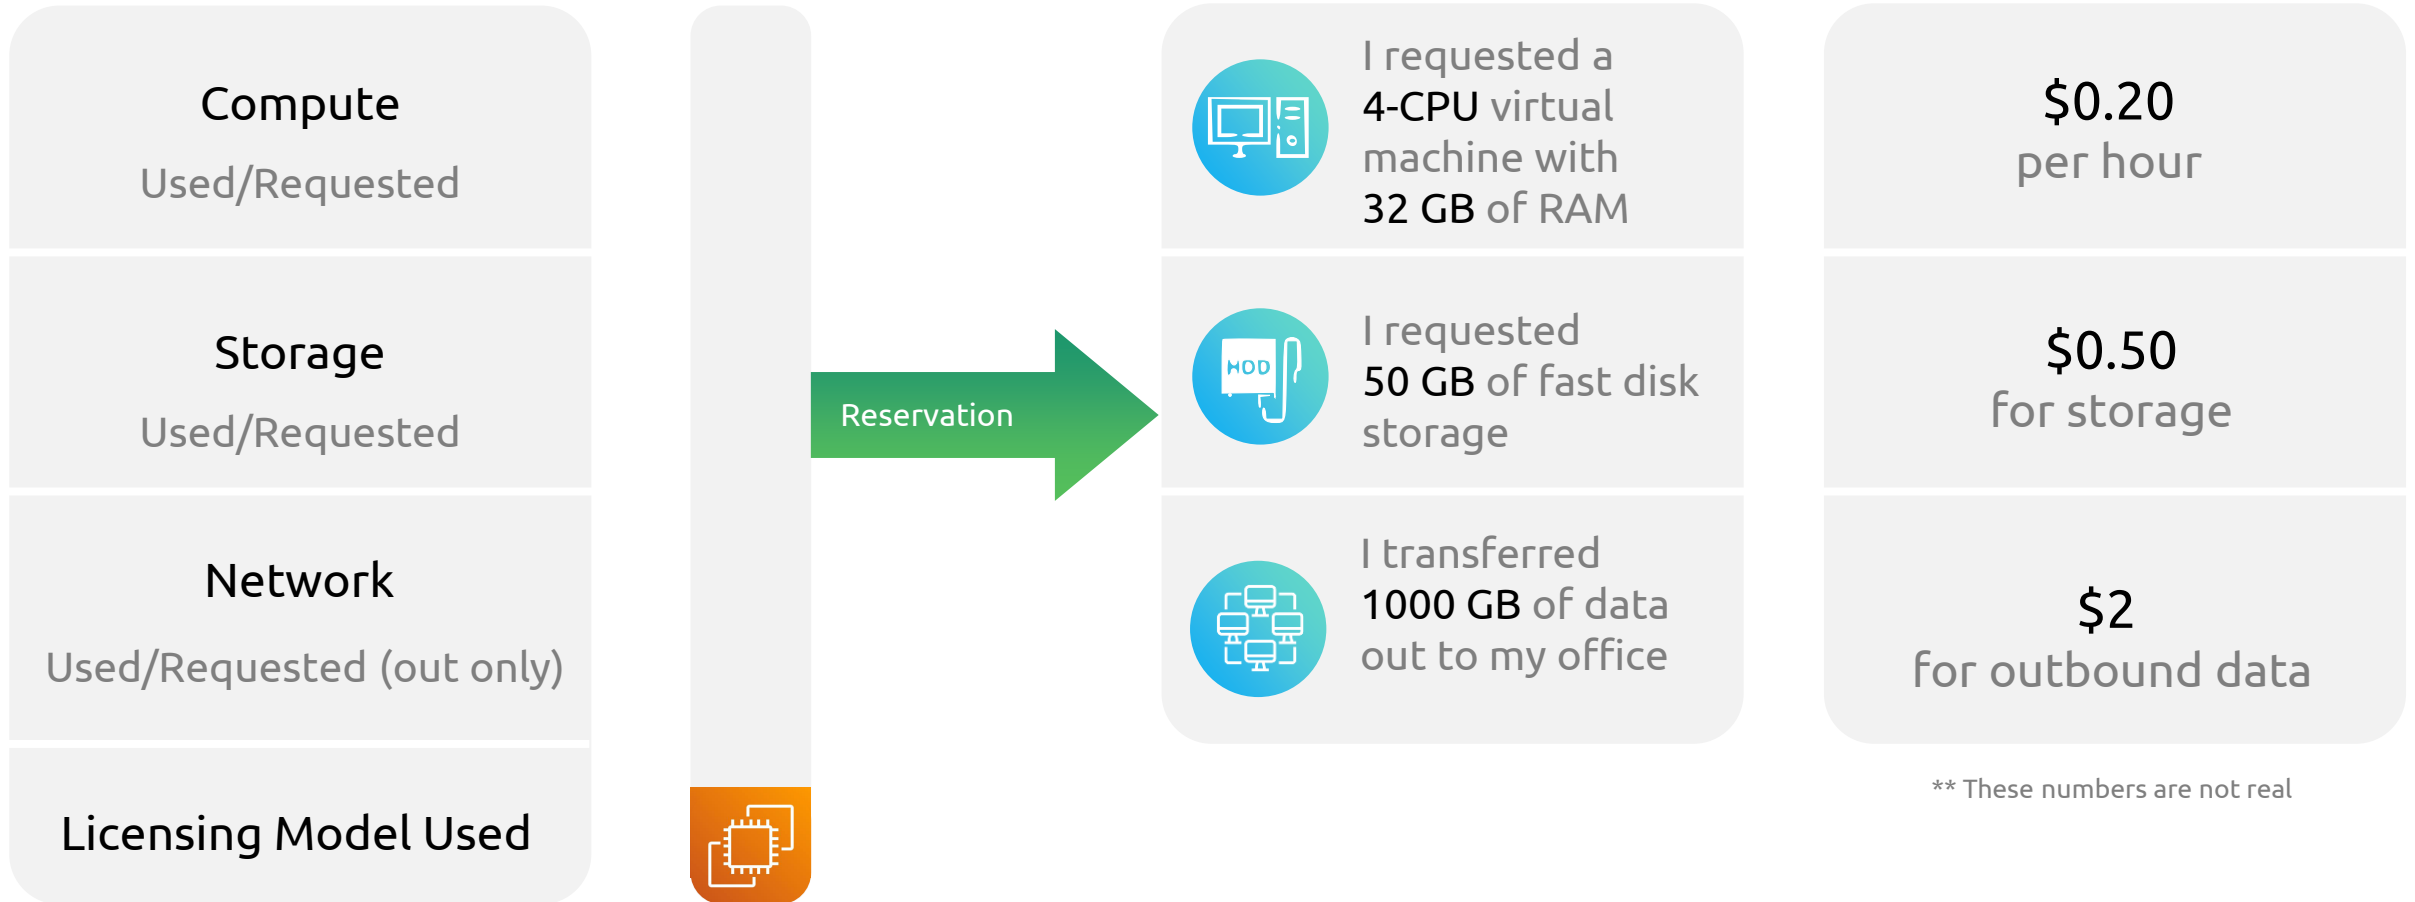 Compute
Used/Requested
Storage
Used/Requested
Network
Used/Requested (out only)
Licensing Model Used
Reservation
I requested a
4-CPU virtual
machine with
32 GB of RAM
I requested
50 GB of fast disk
storage
I transferred
1000 GB of data
out to my office
$0.20
per hour
$0.50
for storage
$2
for outbound data
** These numbers are not real